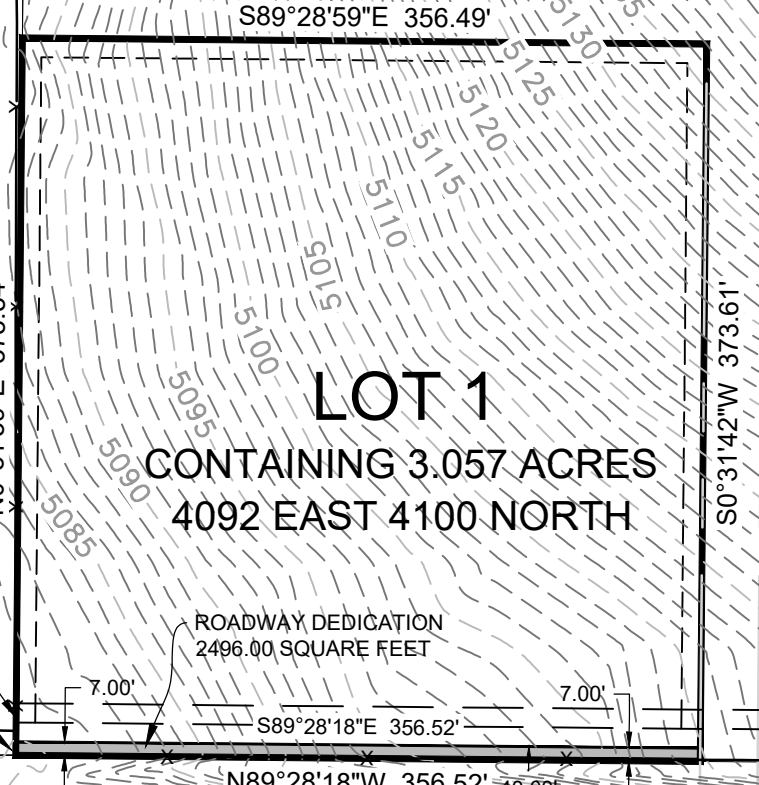 S89°28'59"E 356.49'
5130
5125
5120
5115
5110
5105
5100
5095
5090
5085
LOT 1
CONTAINING 3.057 ACRES
4092 EAST 4100 NORTH
S0°31'42"W 373.61'
ROADWAY DEDICATION
2496.00 SQUARE FEET
7.00'
7.00'
S89°28'18"E 356.52'
N89°28'18"W 356.52'